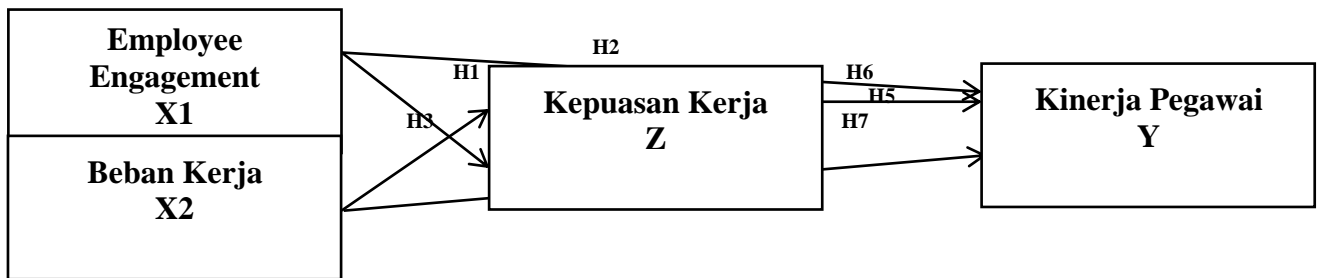 Employee
Engagement
X1
Beban Kerja
X2
H2
H1
H3
Kepuasan Kerja
Z
H6
H5
H7
Kinerja Pegawai
Y